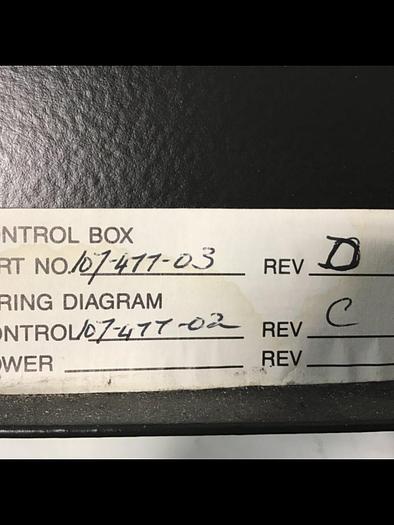 ONTROL BOX
RT NO. 107-477-03 REV D
RING DIAGRAM
ONTROL 107-477-02 REV C
OWER REV